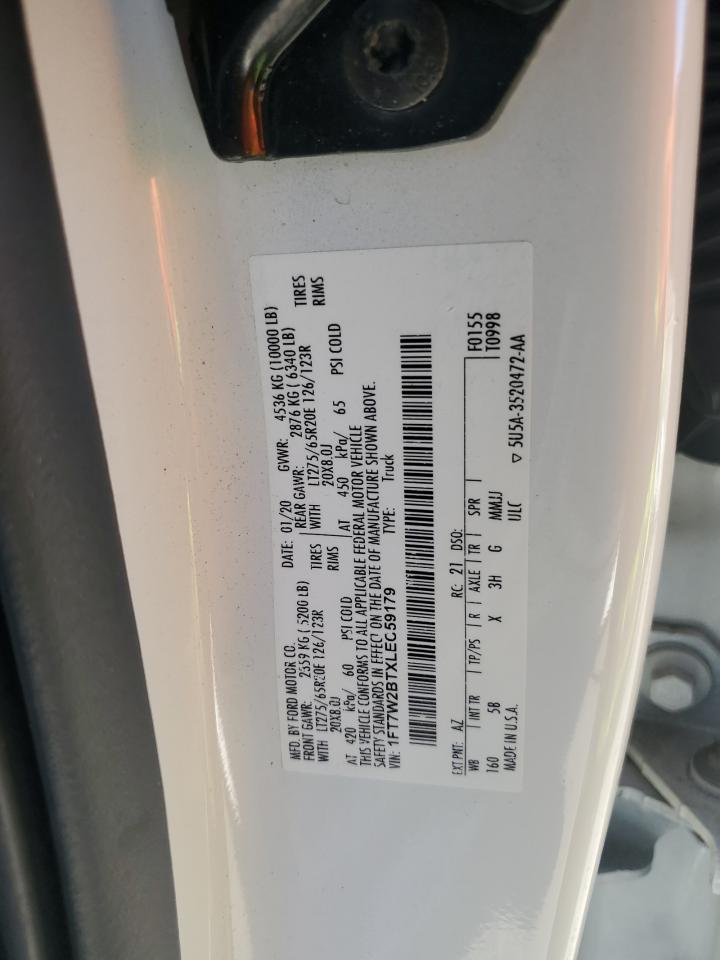 MFD. BY FORD MOTOR CO.
DATE: 01/20 GVWR: 4536 KG (10000 LB)
FRONT GAWR: 2359 KG ( 5200 LB) REAR GAWR: 2876 KG ( 6340 LB)
WITH LT275/65R20E 126/123R TIRES WITH LT275/65R20E 126/123R TIRES
20X8.0J RIMS 20X8.0J RIMS
AT 420 kPa/ 60 PSI COLD AT 450 kPa/ 65 PSI COLD
THIS VEHICLE CONFORMS TO ALL APPLICABLE FEDERAL MOTOR VEHICLE
SAFETY STANDARDS IN EFFECT ON THE DATE OF MANUFACTURE SHOWN ABOVE.
VIN: 1FT7W2BTXLEC59179 TYPE: Truck
EXT PNT: AZ RC: 21 DSO: F0155
WB INT TR TP/PS R AXLE TR SPR T0998
160 5B X 3H G MMJJ
MADE IN U.S.A. ULC ▽ 5U5A-3520472-AA